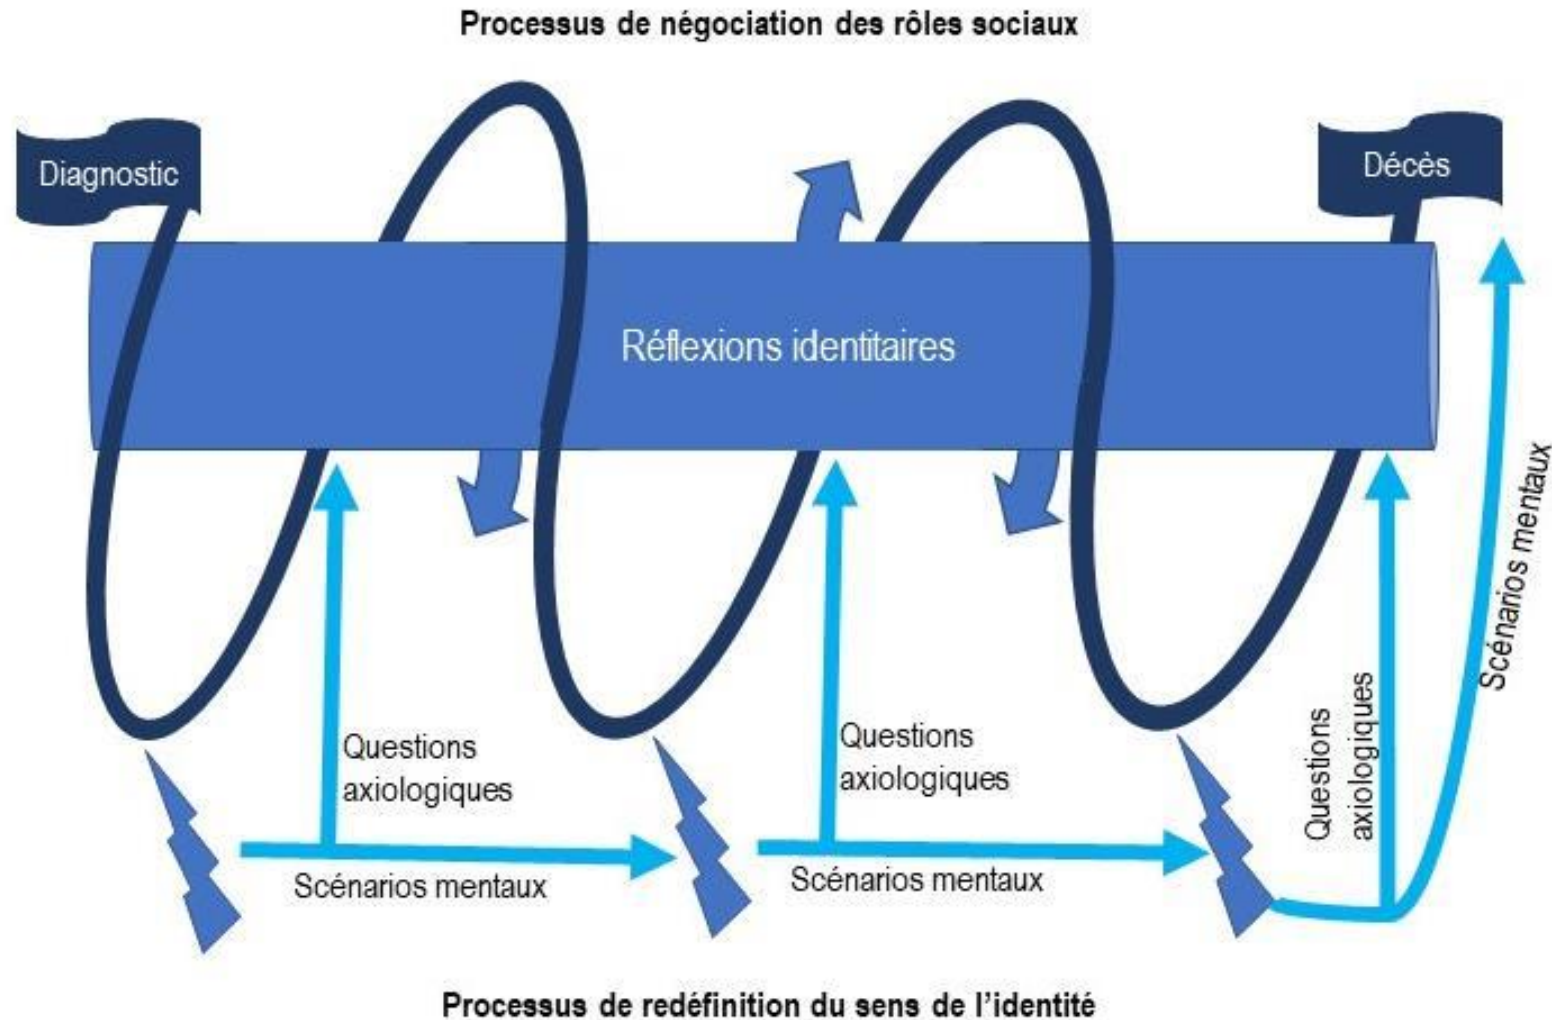 Processus de négociation des rôles sociaux
Diagnostic
Décès
Réflexions identitaires
Questions
axiologiques
Scénarios mentaux
Questions
axiologiques
Scénarios mentaux
Questions
axiologiques
Scénarios mentaux
Processus de redéfinition du sens de l’identité